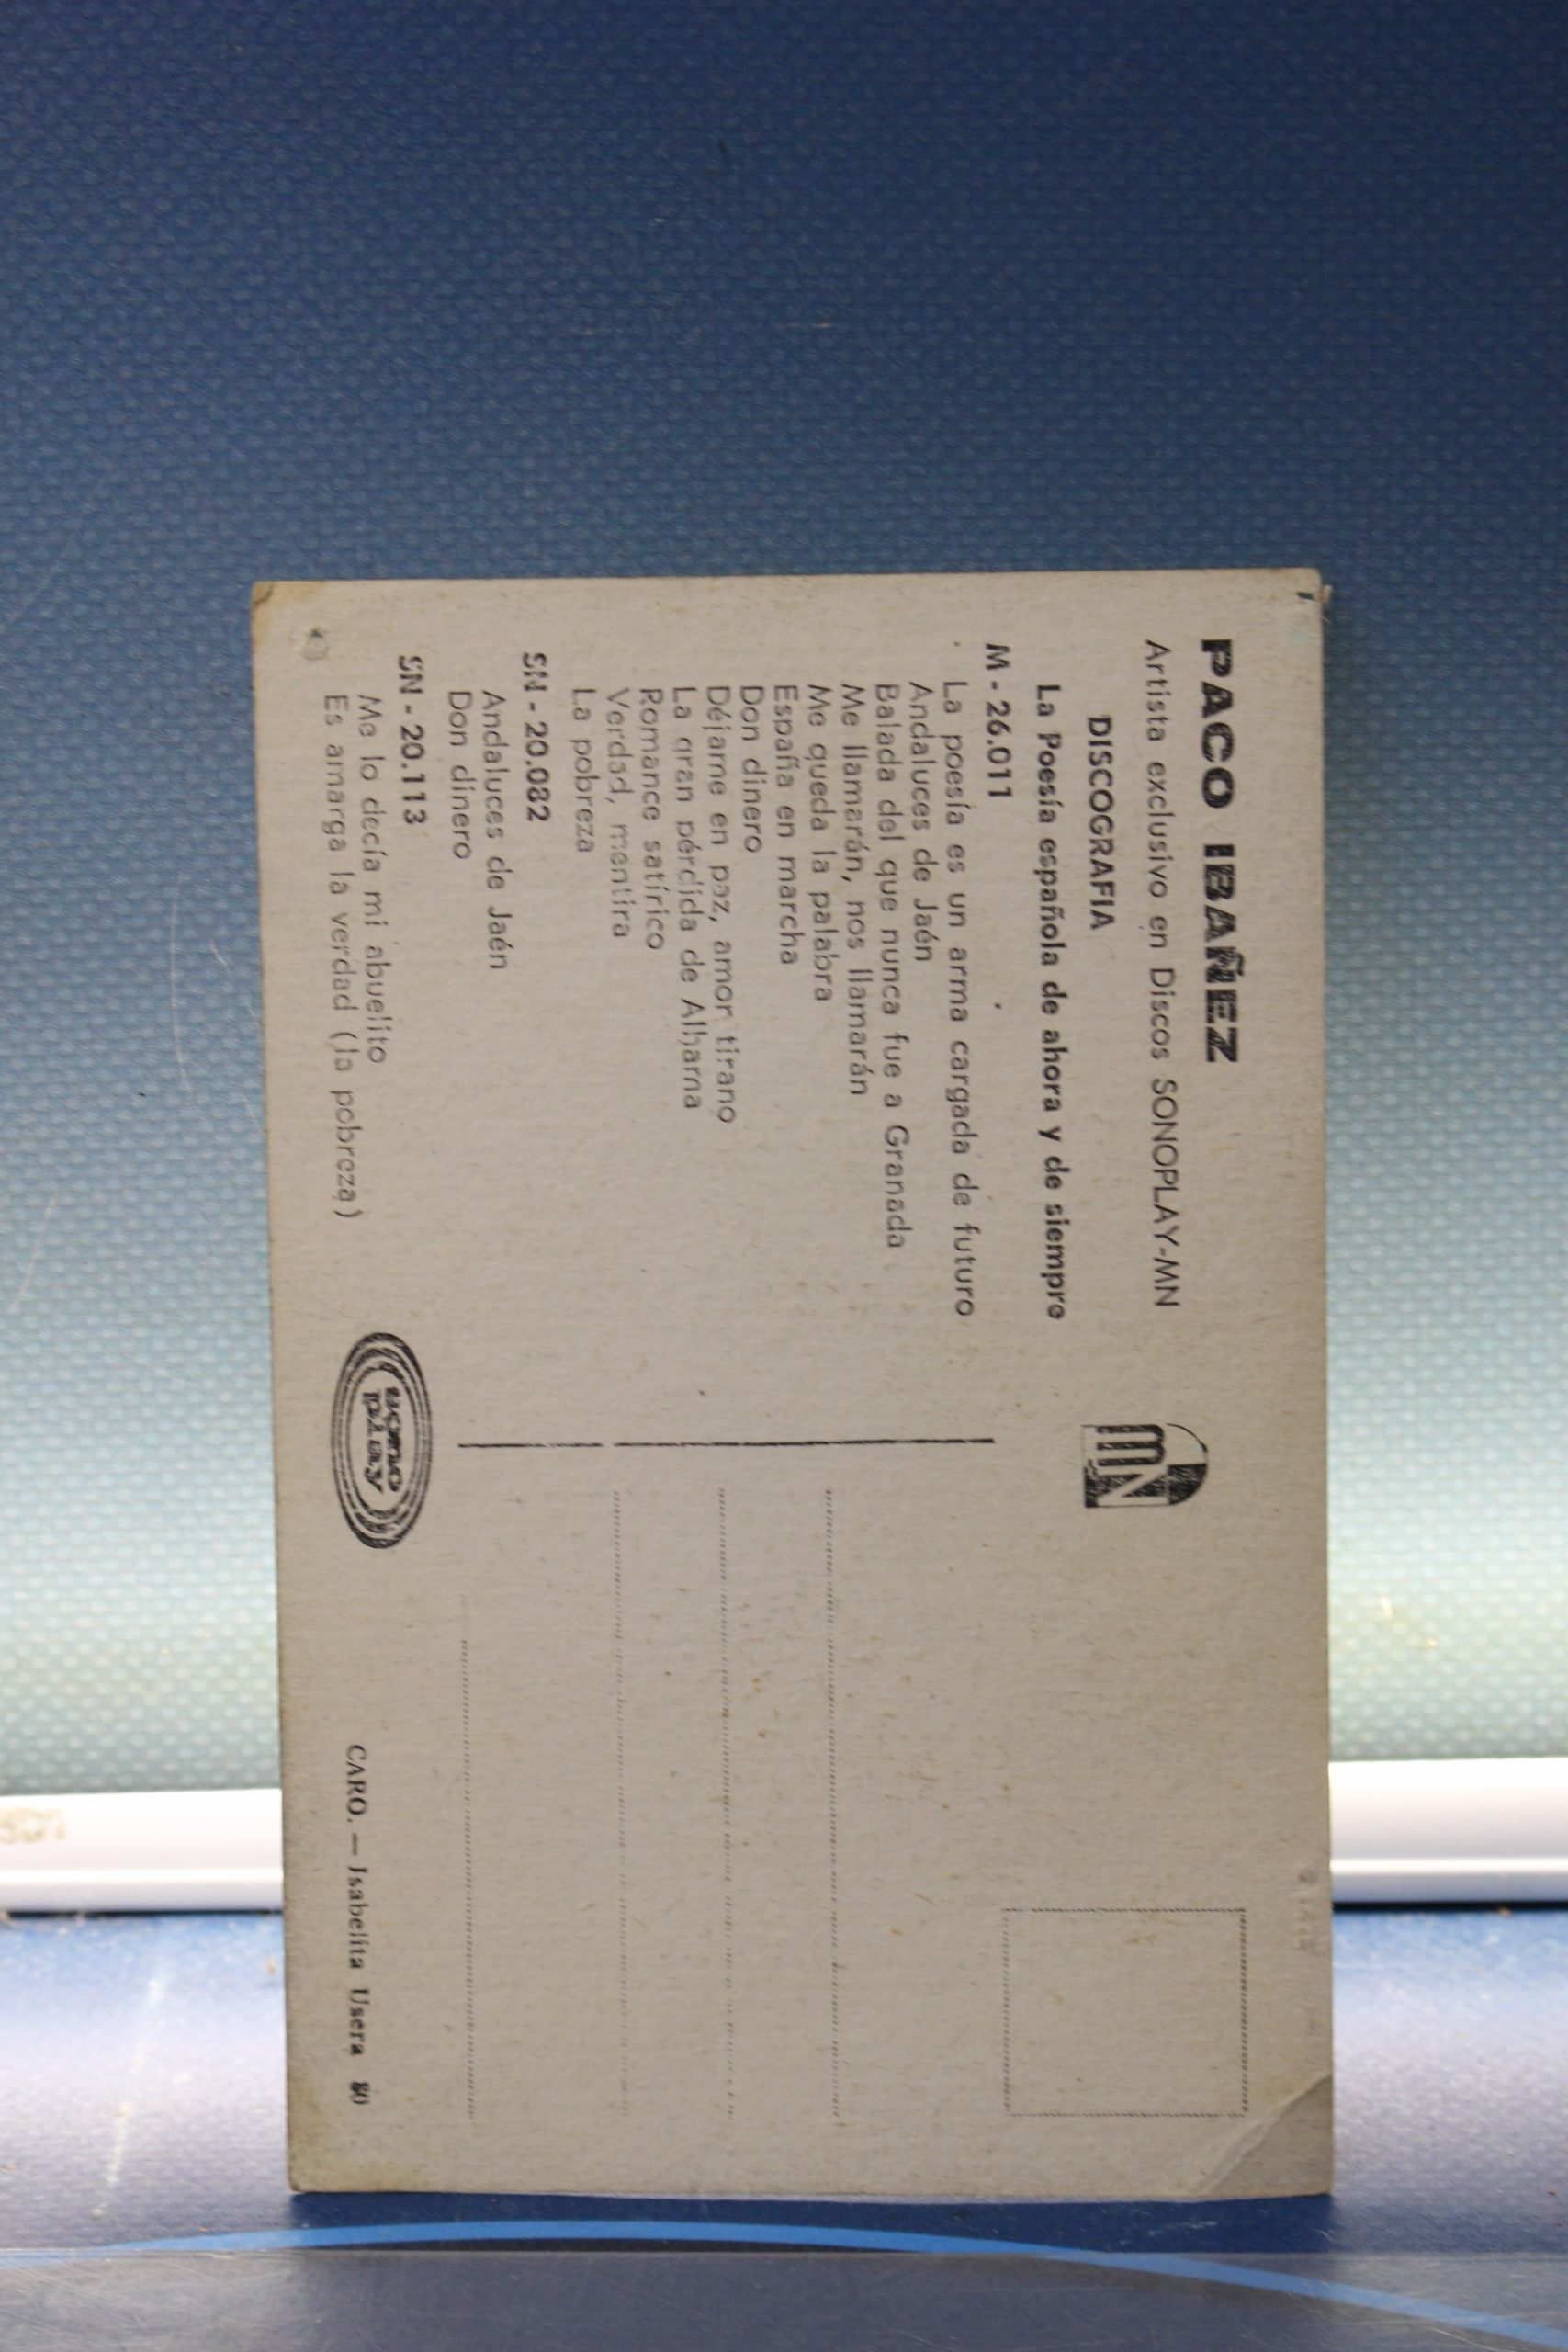 PACO IBAÑEZ
Artista exclusivo en Discos SONOPLAY-MN
DISCOGRAFIA
La Poesía española de ahora y de siempre
M - 26.011
La poesía es un arma cargada de futuro
Andaluces de Jaén
Balada del que nunca fue a Granada
Me llamarán, nos llamarán
Me queda la palabra
España en marcha
Don dinero
Déjame en paz, amor tirano
La gran pérdida de Alhama
Romance satírico
Verdad, mentira
La pobreza
SN - 20.082
Andaluces de Jaén
Don dinero
SN - 20.113
Me lo decía mi abuelito
Es amarga la verdad (la pobreza)
MN
sono
play
CARO. — Isabelita Usera 80